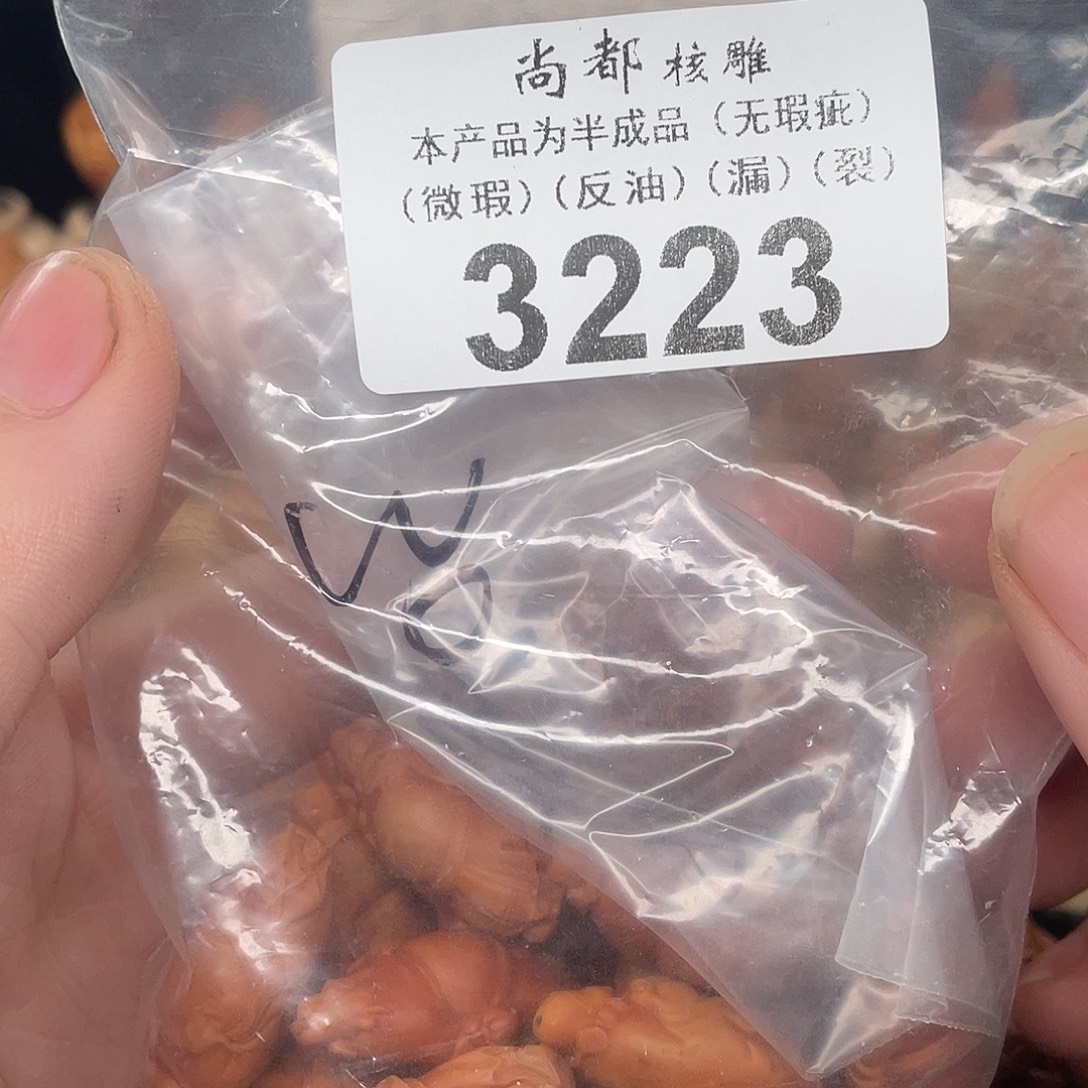 尚都核雕
本产品为半成品（无瑕疵）
（微瑕）（反油）（漏）（裂）
3223